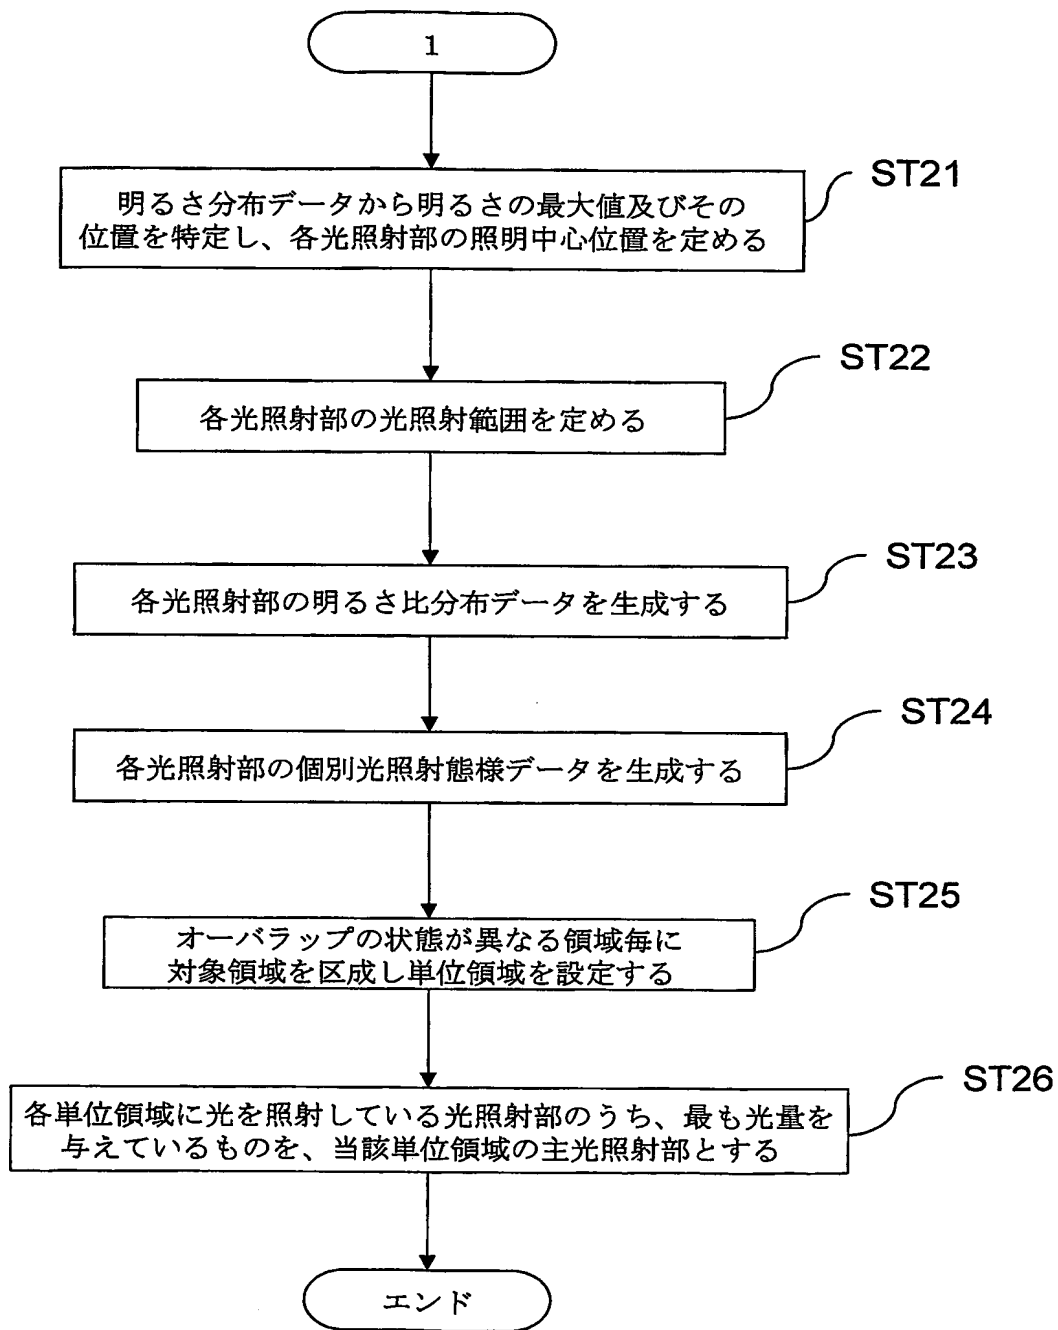 1
ST21
明るさ分布データから明るさの最大値及びその
位置を特定し、各光照射部の照明中心位置を定める
ST22
各光照射部の光照射範囲を定める
ST23
各光照射部の明るさ比分布データを生成する
ST24
各光照射部の個別光照射態様データを生成する
ST25
オーバラップの状態が異なる領域毎に
対象領域を区成し単位領域を設定する
ST26
各単位領域に光を照射している光照射部のうち、最も光量を
与えているものを、当該単位領域の主光照射部とする
エンド